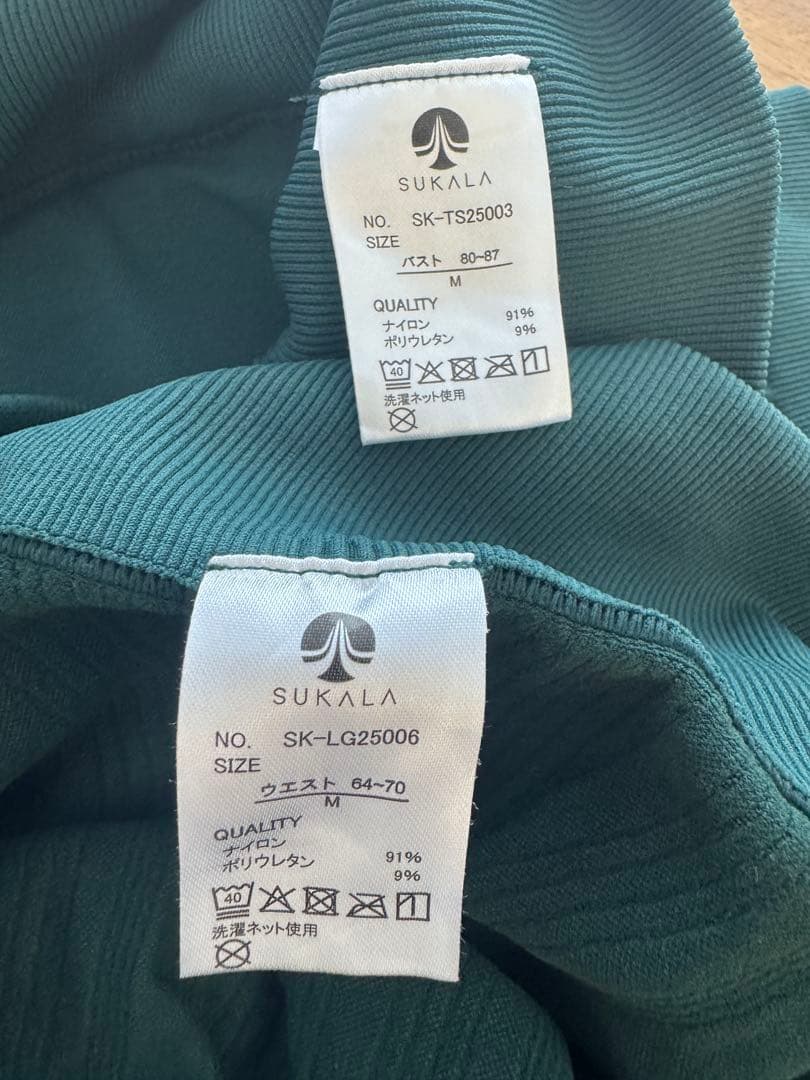 SUKALA
NO. SK-TS25003
SIZE
バスト 80~87
M
QUALITY
ナイロン 91%
ポリウレタン 9%
40
洗濯ネット使用
SUKALA
NO. SK-LG25006
SIZE
ウエスト 64~70
M
QUALITY
ナイロン 91%
ポリウレタン 9%
40
洗濯ネット使用